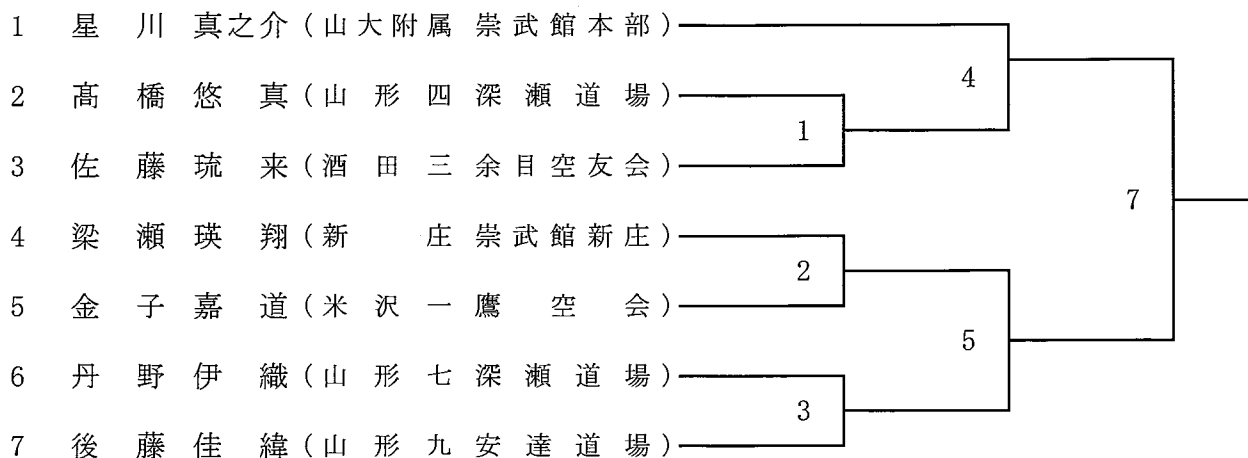 1 星川真之介(山大附属崇武館本部)
4
2 髙橋悠真(山形四深瀬道場)
1
3 佐藤琉来(酒田三余目空友会)
7
4 梁瀬瑛翔(新庄崇武館新庄)
2
5 金子嘉道(米沢一鷹空会)
5
6 丹野伊織(山形七深瀬道場)
3
7 後藤佳緯(山形九安達道場)